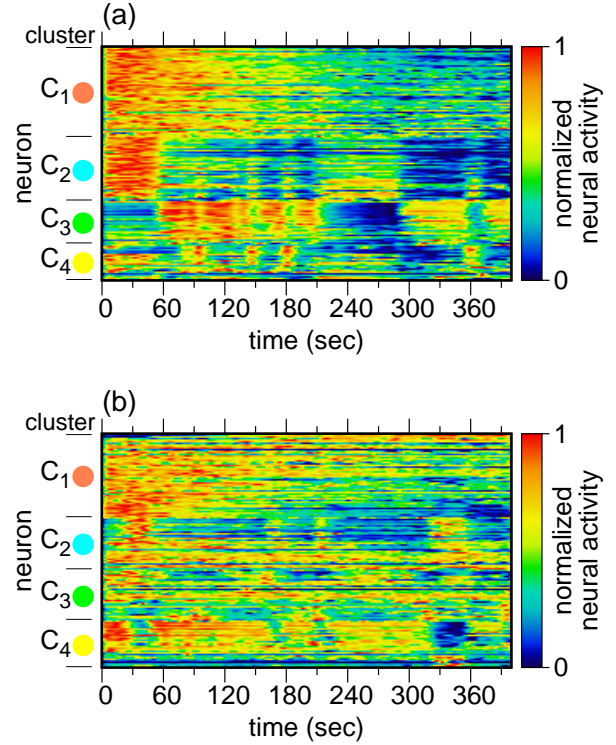 (a)
cluster
C1
C2
C3
C4
neuron
0 60 120 180 240 300 360
time (sec)
1
0
normalized
neural activity
(b)
cluster
C1
C2
C3
C4
neuron
0 60 120 180 240 300 360
time (sec)
1
0
normalized
neural activity